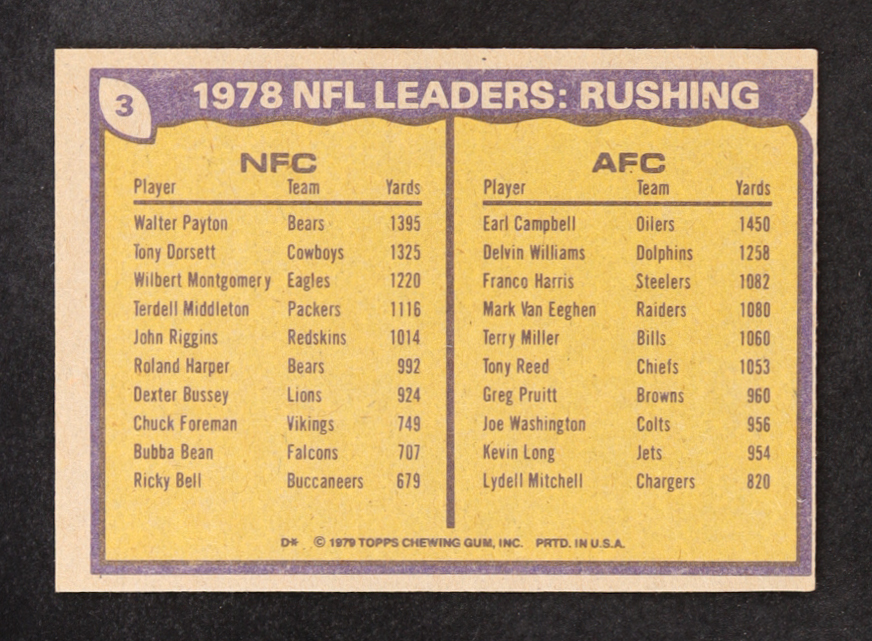 3
1978 NFL LEADERS: RUSHING
NFC
Player Team Yards
Walter Payton Bears 1395
Tony Dorsett Cowboys 1325
Wilbert Montgomery Eagles 1220
Terdell Middleton Packers 1116
John Riggins Redskins 1014
Roland Harper Bears 992
Dexter Bussey Lions 924
Chuck Foreman Vikings 749
Bubba Bean Falcons 707
Ricky Bell Buccaneers 679
AFC
Player Team Yards
Earl Campbell Oilers 1450
Delvin Williams Dolphins 1258
Franco Harris Steelers 1082
Mark Van Eeghen Raiders 1080
Terry Miller Bills 1060
Tony Reed Chiefs 1053
Greg Pruitt Browns 960
Joe Washington Colts 956
Kevin Long Jets 954
Lydell Mitchell Chargers 820
D* © 1979 TOPPS CHEWING GUM, INC. PRTD. IN U.S.A.